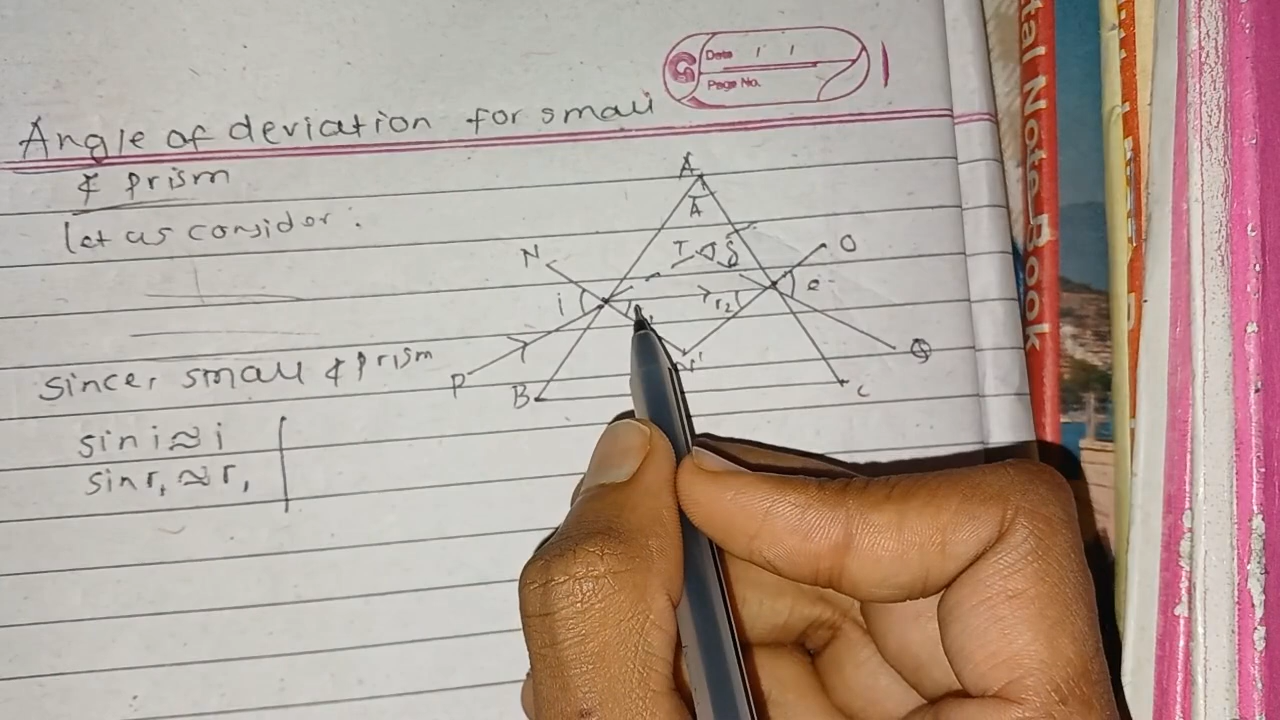 Date
Page No.
Angle of deviation for small
∡ prism
let us consider :
A
A
N
T
δ
O
i
r₂
e
P
N'
Q
B
C
Since, small ∡ prism
sin i ≈ i
sin r₁ ≈ r₁
tal Note Book